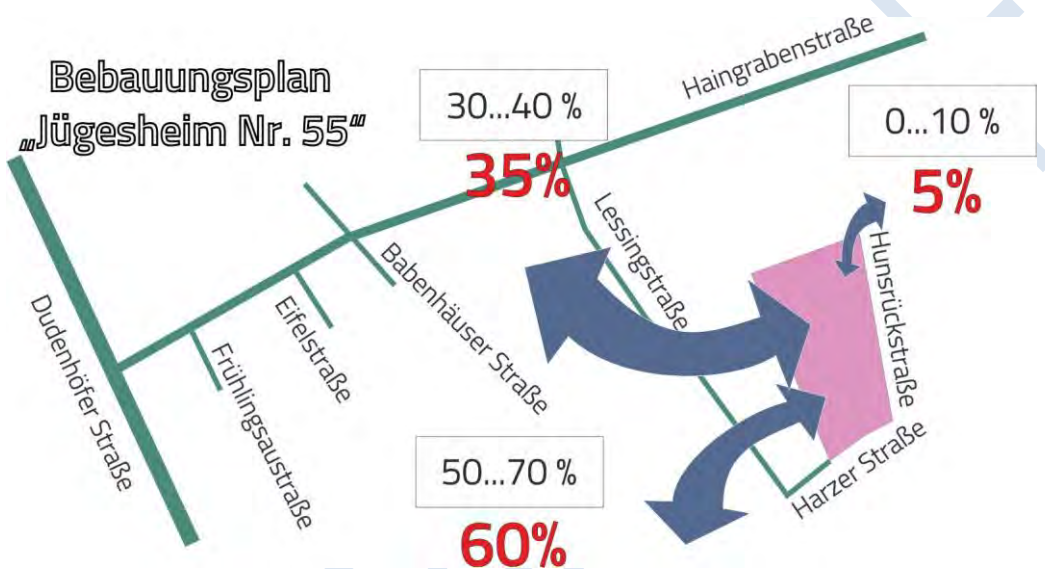 Bebauungsplan
„Jügesheim Nr. 55“
30...40 %
35%
Haingrabenstraße
0...10 %
5%
Lessingstraße
Hunsrückstraße
Babenhäuser Straße
Eifelstraße
Frühlingsaustraße
Dudenhöfer Straße
Harzer Straße
50...70 %
60%